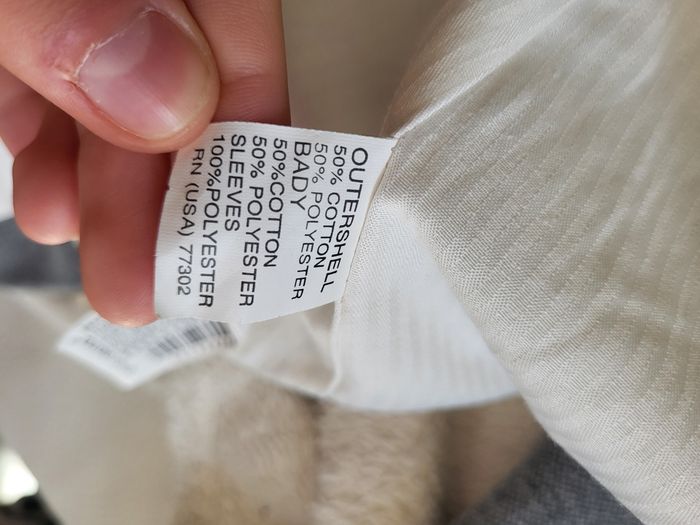 OUTERSHELL
50% COTTON
50% POLYESTER
BADY
50%COTTON
50% POLYESTER
SLEEVES
100%POLYESTER
RN (USA) 77302